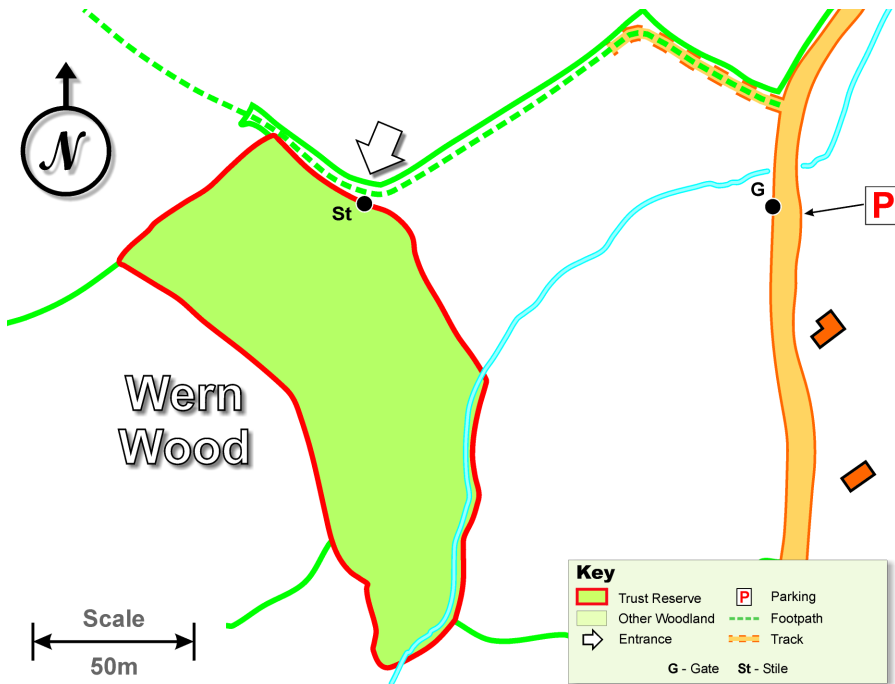 N
St
G
P
Wern
Wood
Scale
50m
Key
Trust Reserve
P Parking
Other Woodland
Footpath
Entrance
Track
G - Gate St - Stile